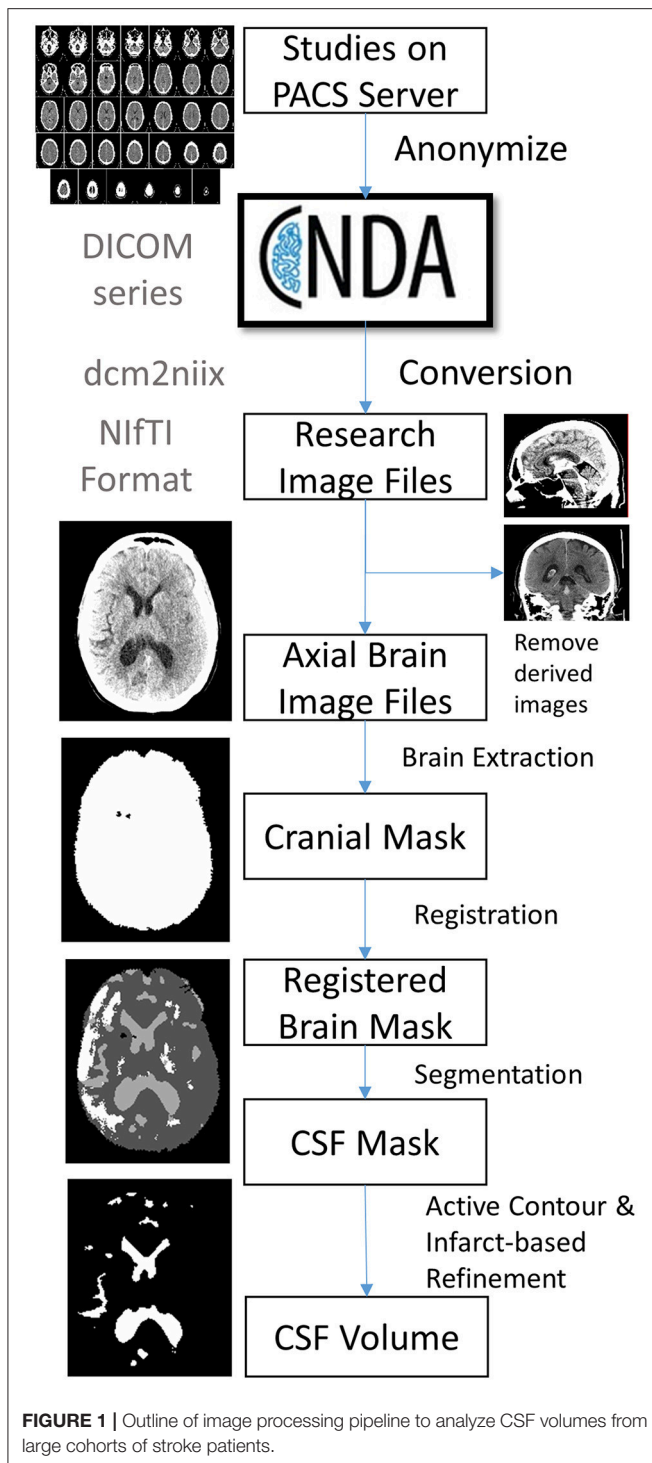 Studies on
PACS Server
Anonymize
CNDA
DICOM
series
dcm2niix
Conversion
NIfTI
Format
Research
Image Files
Remove
derived
images
Axial Brain
Image Files
Brain Extraction
Cranial Mask
Registration
Registered
Brain Mask
Segmentation
CSF Mask
Active Contour &
Infarct-based
Refinement
CSF Volume
FIGURE 1 | Outline of image processing pipeline to analyze CSF volumes from
large cohorts of stroke patients.